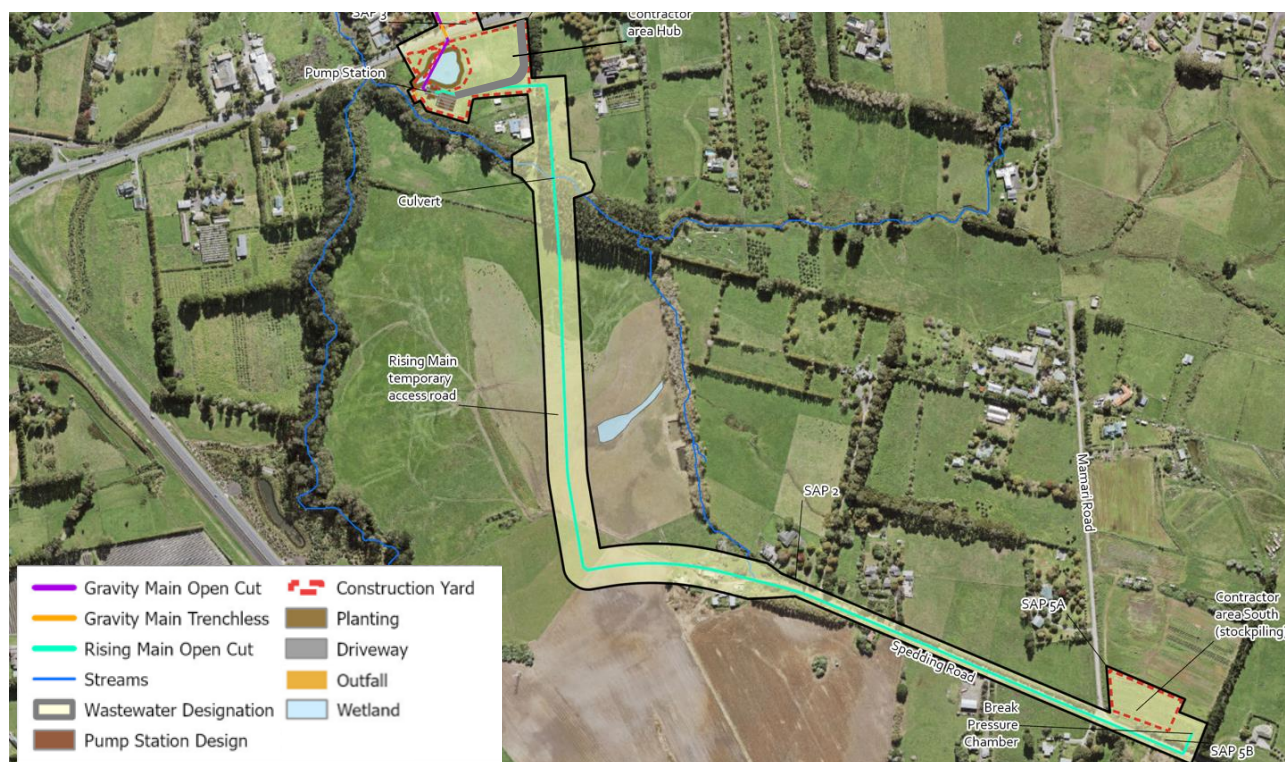 SAP 3
Contractor
area Hub
Pump Station
Culvert
Rising Main
temporary
access road
SAP 2
Mamari Road
SAP 5A
Contractor
area South
(stockpiling)
Spedding Road
Break
Pressure
Chamber
SAP 5B
Gravity Main Open Cut
Gravity Main Trenchless
Rising Main Open Cut
Streams
Wastewater Designation
Pump Station Design
Construction Yard
Planting
Driveway
Outfall
Wetland